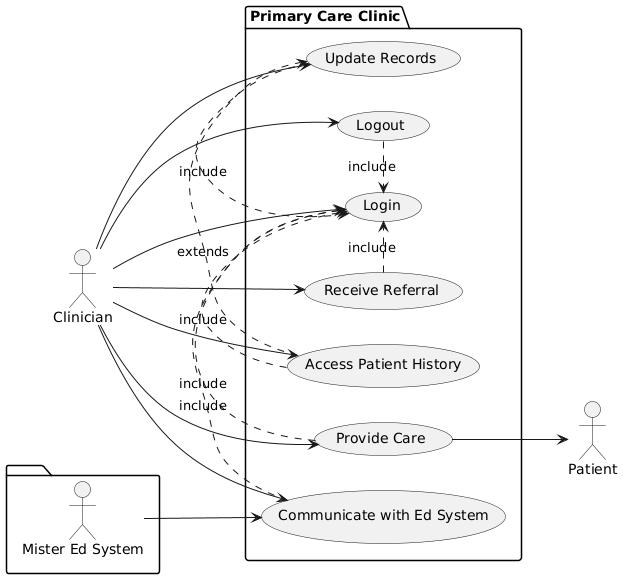 Primary Care Clinic
Update Records
Logout
include
include
Login
include
extends
Receive Referral
Clinician
include
Access Patient History
include
include
Provide Care
Patient
Communicate with Ed System
Mister Ed System